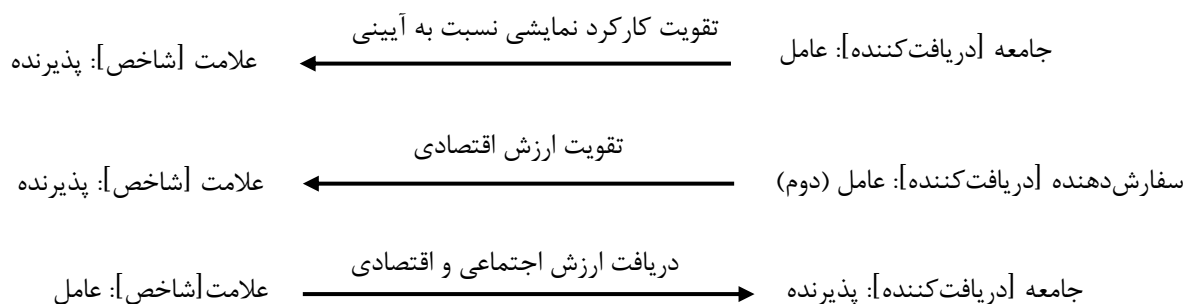 جامعه [دریافت‌کننده]: عامل تقویت کارکرد نمایشی نسبت به آیینی علامت [شاخص]: پذیرنده
سفارش‌دهنده [دریافت‌کننده]: عامل (دوم) تقویت ارزش اقتصادی علامت [شاخص]: پذیرنده
جامعه [دریافت‌کننده]: پذیرنده دریافت ارزش اجتماعی و اقتصادی علامت[شاخص]: عامل